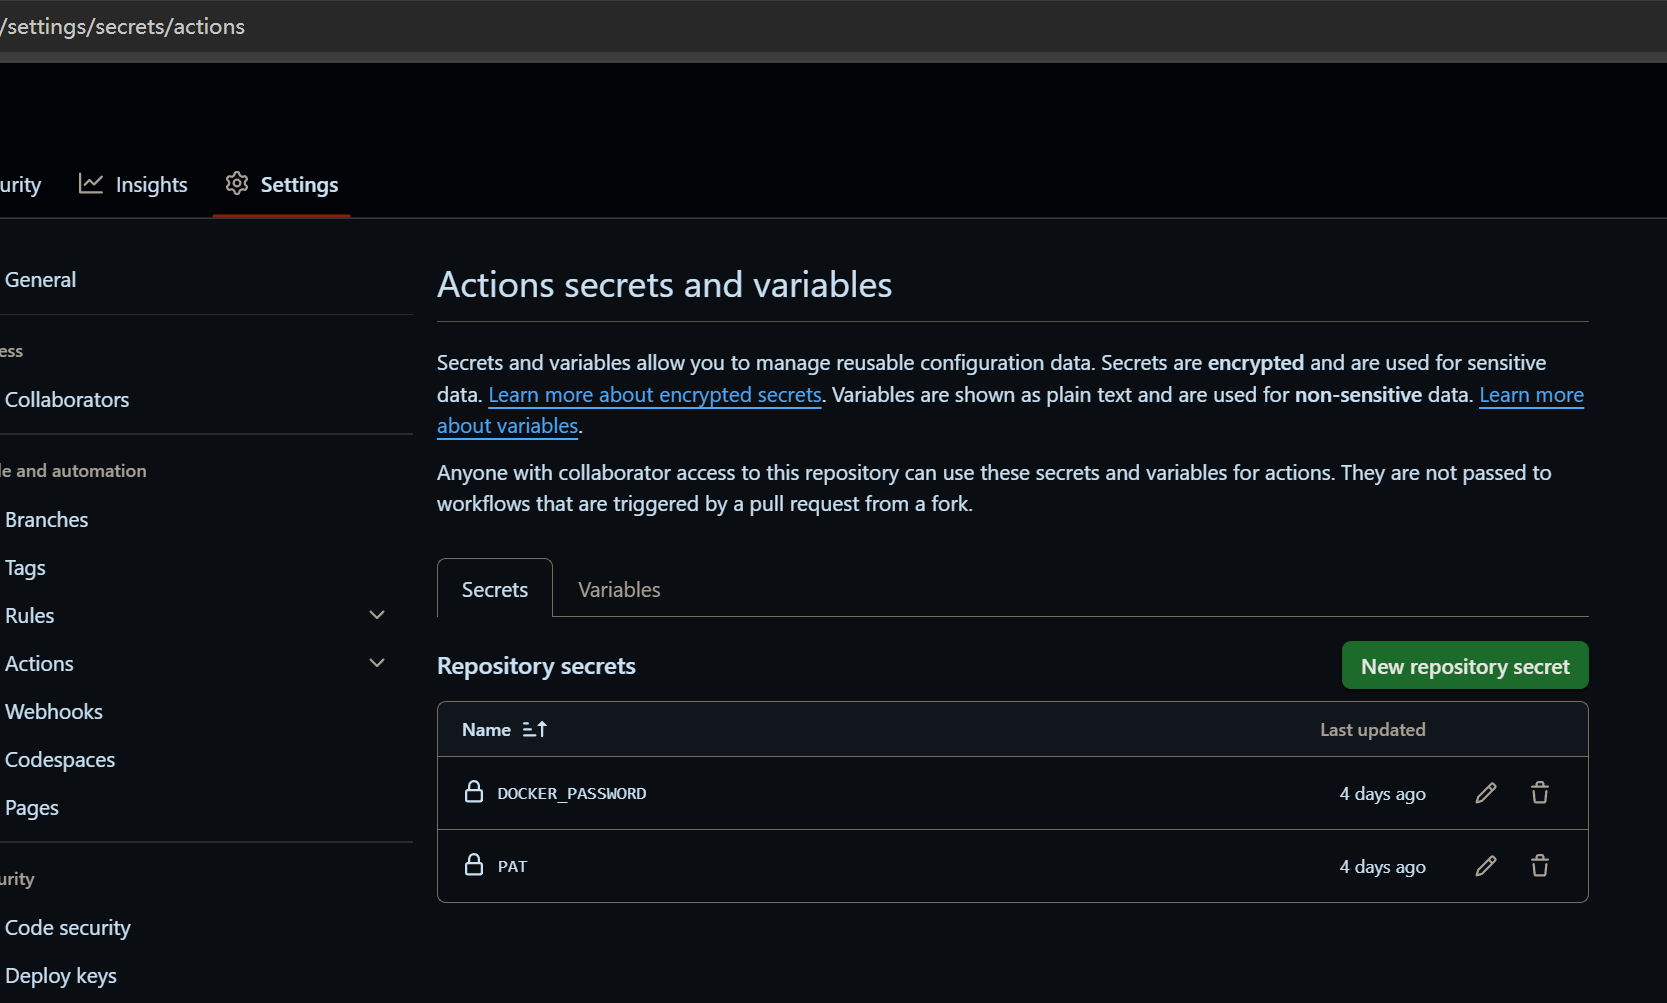 /settings/secrets/actions
urity
Insights
Settings
General
ess
Collaborators
le and automation
Branches
Tags
Rules
Actions
Webhooks
Codespaces
Pages
urity
Code security
Deploy keys
Actions secrets and variables
Secrets and variables allow you to manage reusable configuration data. Secrets are encrypted and are used for sensitive
data. Learn more about encrypted secrets. Variables are shown as plain text and are used for non-sensitive data. Learn more
about variables.
Anyone with collaborator access to this repository can use these secrets and variables for actions. They are not passed to
workflows that are triggered by a pull request from a fork.
Secrets
Variables
Repository secrets
New repository secret
Name
Last updated
DOCKER_PASSWORD
4 days ago
PAT
4 days ago